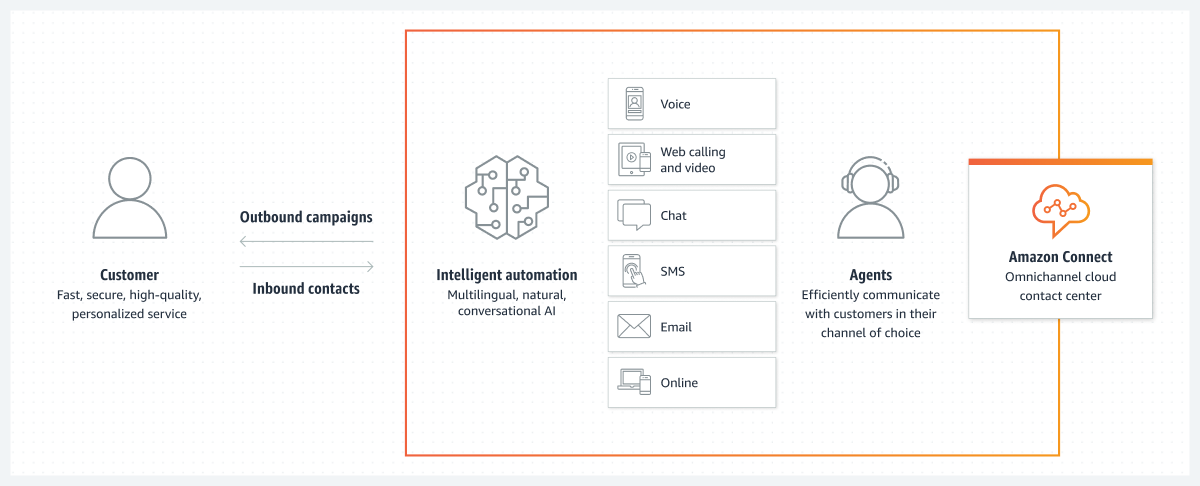 Customer
Fast, secure, high-quality,
personalized service
Outbound campaigns
Inbound contacts
Intelligent automation
Multilingual, natural,
conversational AI
Voice
Web calling
and video
Chat
SMS
Email
Online
Agents
Efficiently communicate
with customers in their
channel of choice
Amazon Connect
Omnichannel cloud
contact center